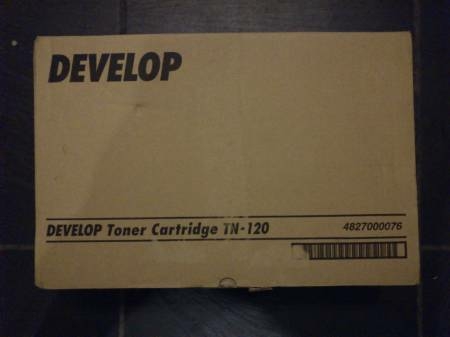 DEVELOP
DEVELOP Toner Cartridge TN-120 4827000076